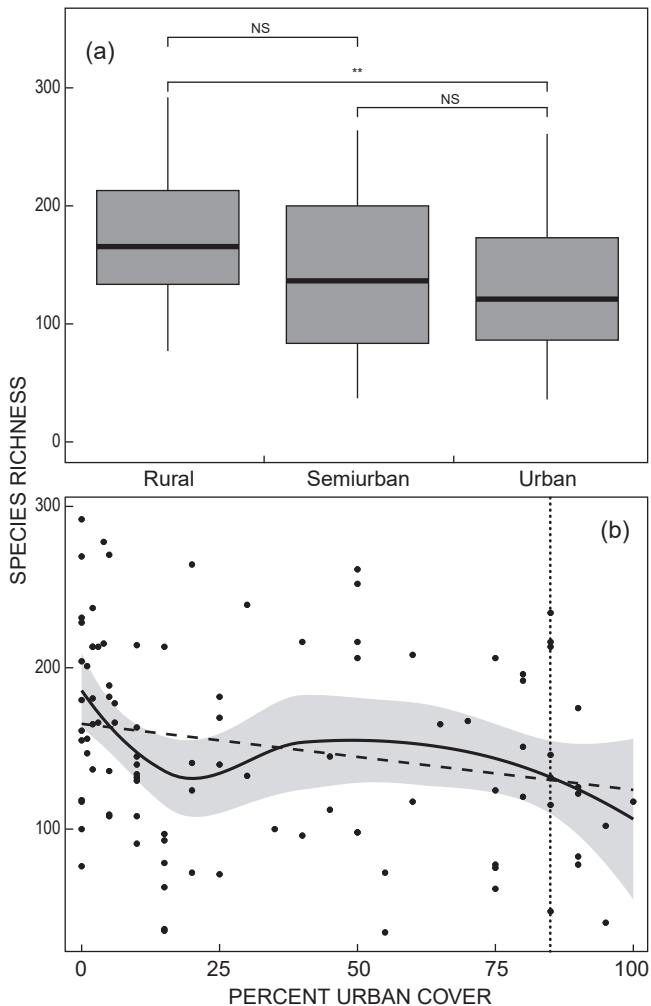 (a)
NS
**
NS
300
200
100
0
SPECIES RICHNESS
Rural Semiurban Urban
(b)
300
200
100
0 25 50 75 100
PERCENT URBAN COVER